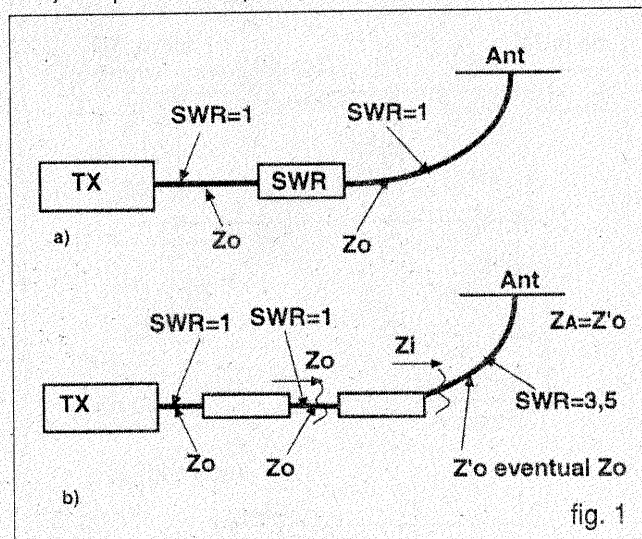 Ant
SWR=1
SWR=1
TX
SWR
Zo
Zo
a)
Ant
SWR=1
SWR=1
ZA=Z'o
Zo
Zi
TX
SWR=3,5
Zo
Zo
Z'o eventual Zo
b)
fig. 1